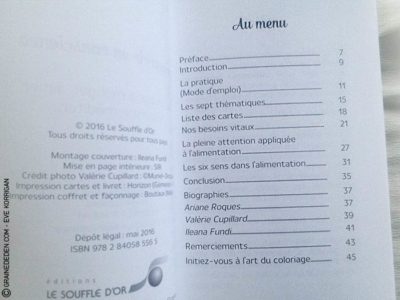 © 2016 Le Souffle d'Or
Tous droits réservés pour tous pays
Montage couverture : Ileana Fundi
Mise en page intérieure : SIR
Crédit photo Valérie Cupillard :
Impression cartes et livret : Horizon
Impression coffret et façonnage :
Dépôt légal : mai 2016
ISBN 978 2 84058 556 5
éditions
LE SOUFFLE D'OR
Au menu
Préface 7
Introduction 9
La pratique
(Mode d'emploi) 11
Les sept thématiques 15
Liste des cartes 18
Nos besoins vitaux 21
La pleine attention appliquée
à l'alimentation 27
Les six sens dans l'alimentation 31
Conclusion 35
Biographies 37
Ariane Roques 37
Valérie Cupillard 39
Ileana Fundi 41
Remerciements 43
Initiez-vous à l'art du coloriage 45
© GRAINEDEDEN.COM - EVE KORRIGAN